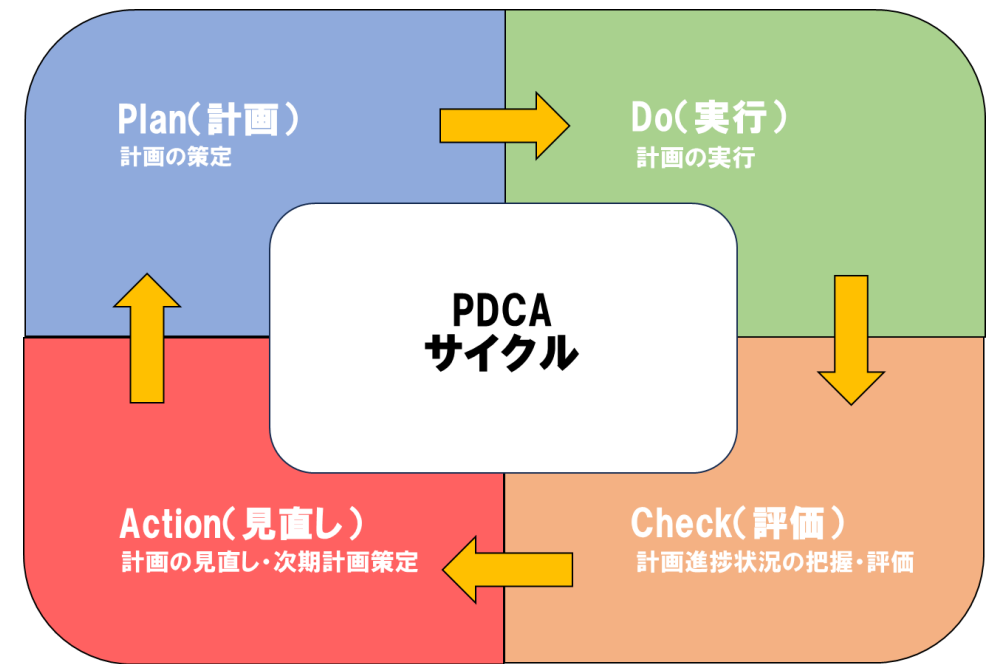 Plan(計画)
計画の策定
Do(実行)
計画の実行
PDCA
サイクル
Action(見直し)
計画の見直し・次期計画策定
Check(評価)
計画進捗状況の把握・評価